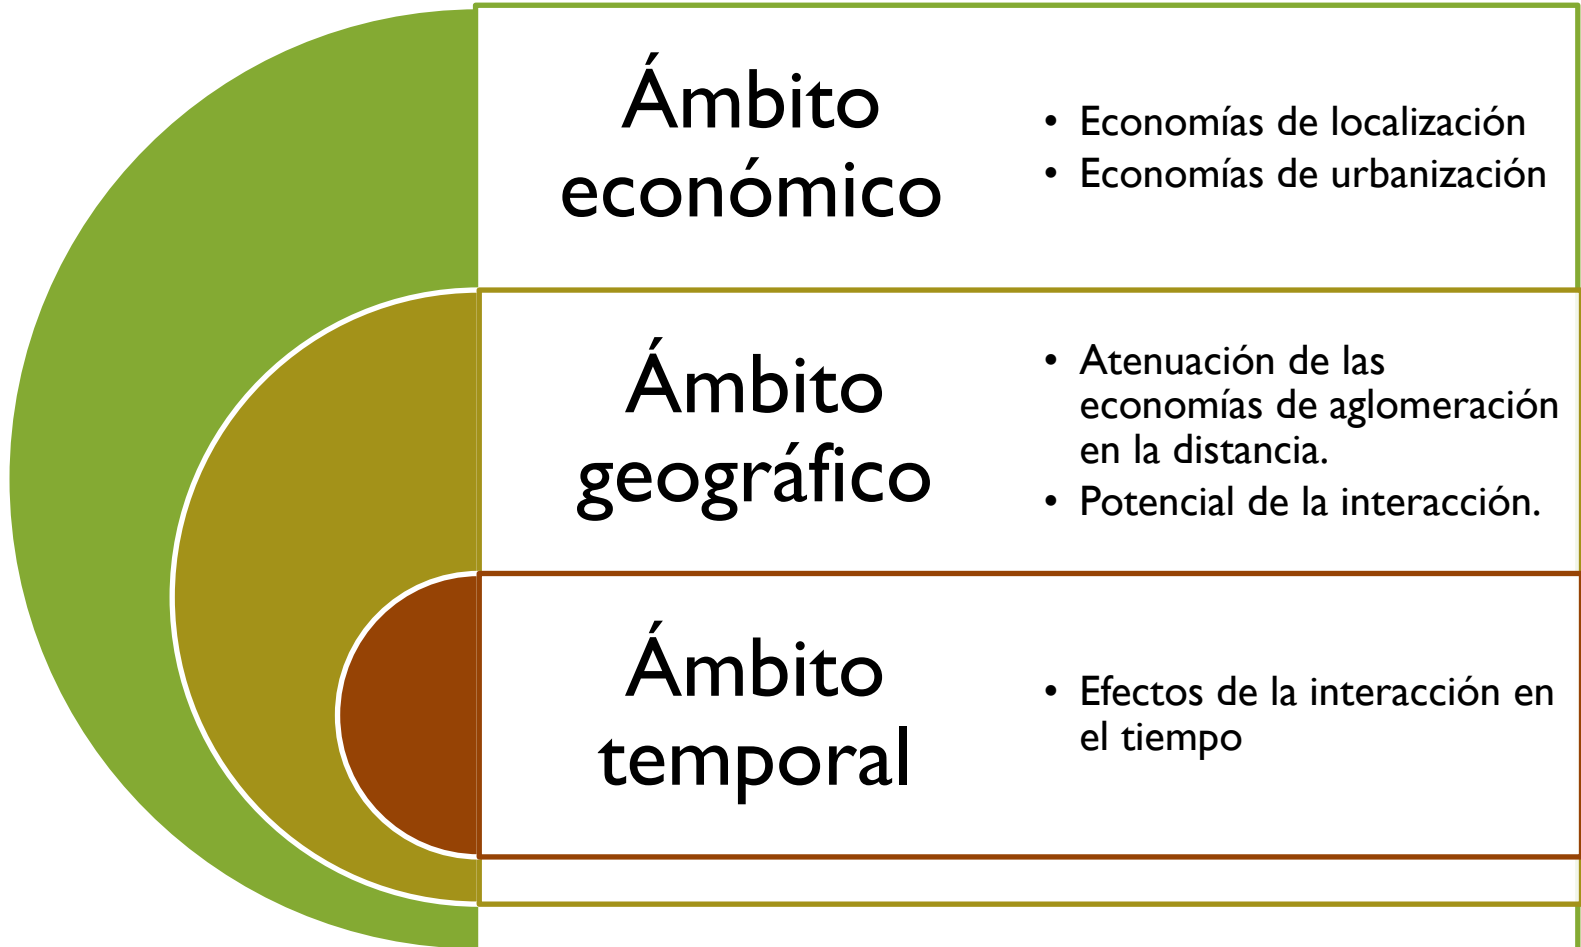 Ámbito
económico
• Economías de localización
• Economías de urbanización
Ámbito
geográfico
• Atenuación de las
economías de aglomeración
en la distancia.
• Potencial de la interacción.
Ámbito
temporal
• Efectos de la interacción en
el tiempo